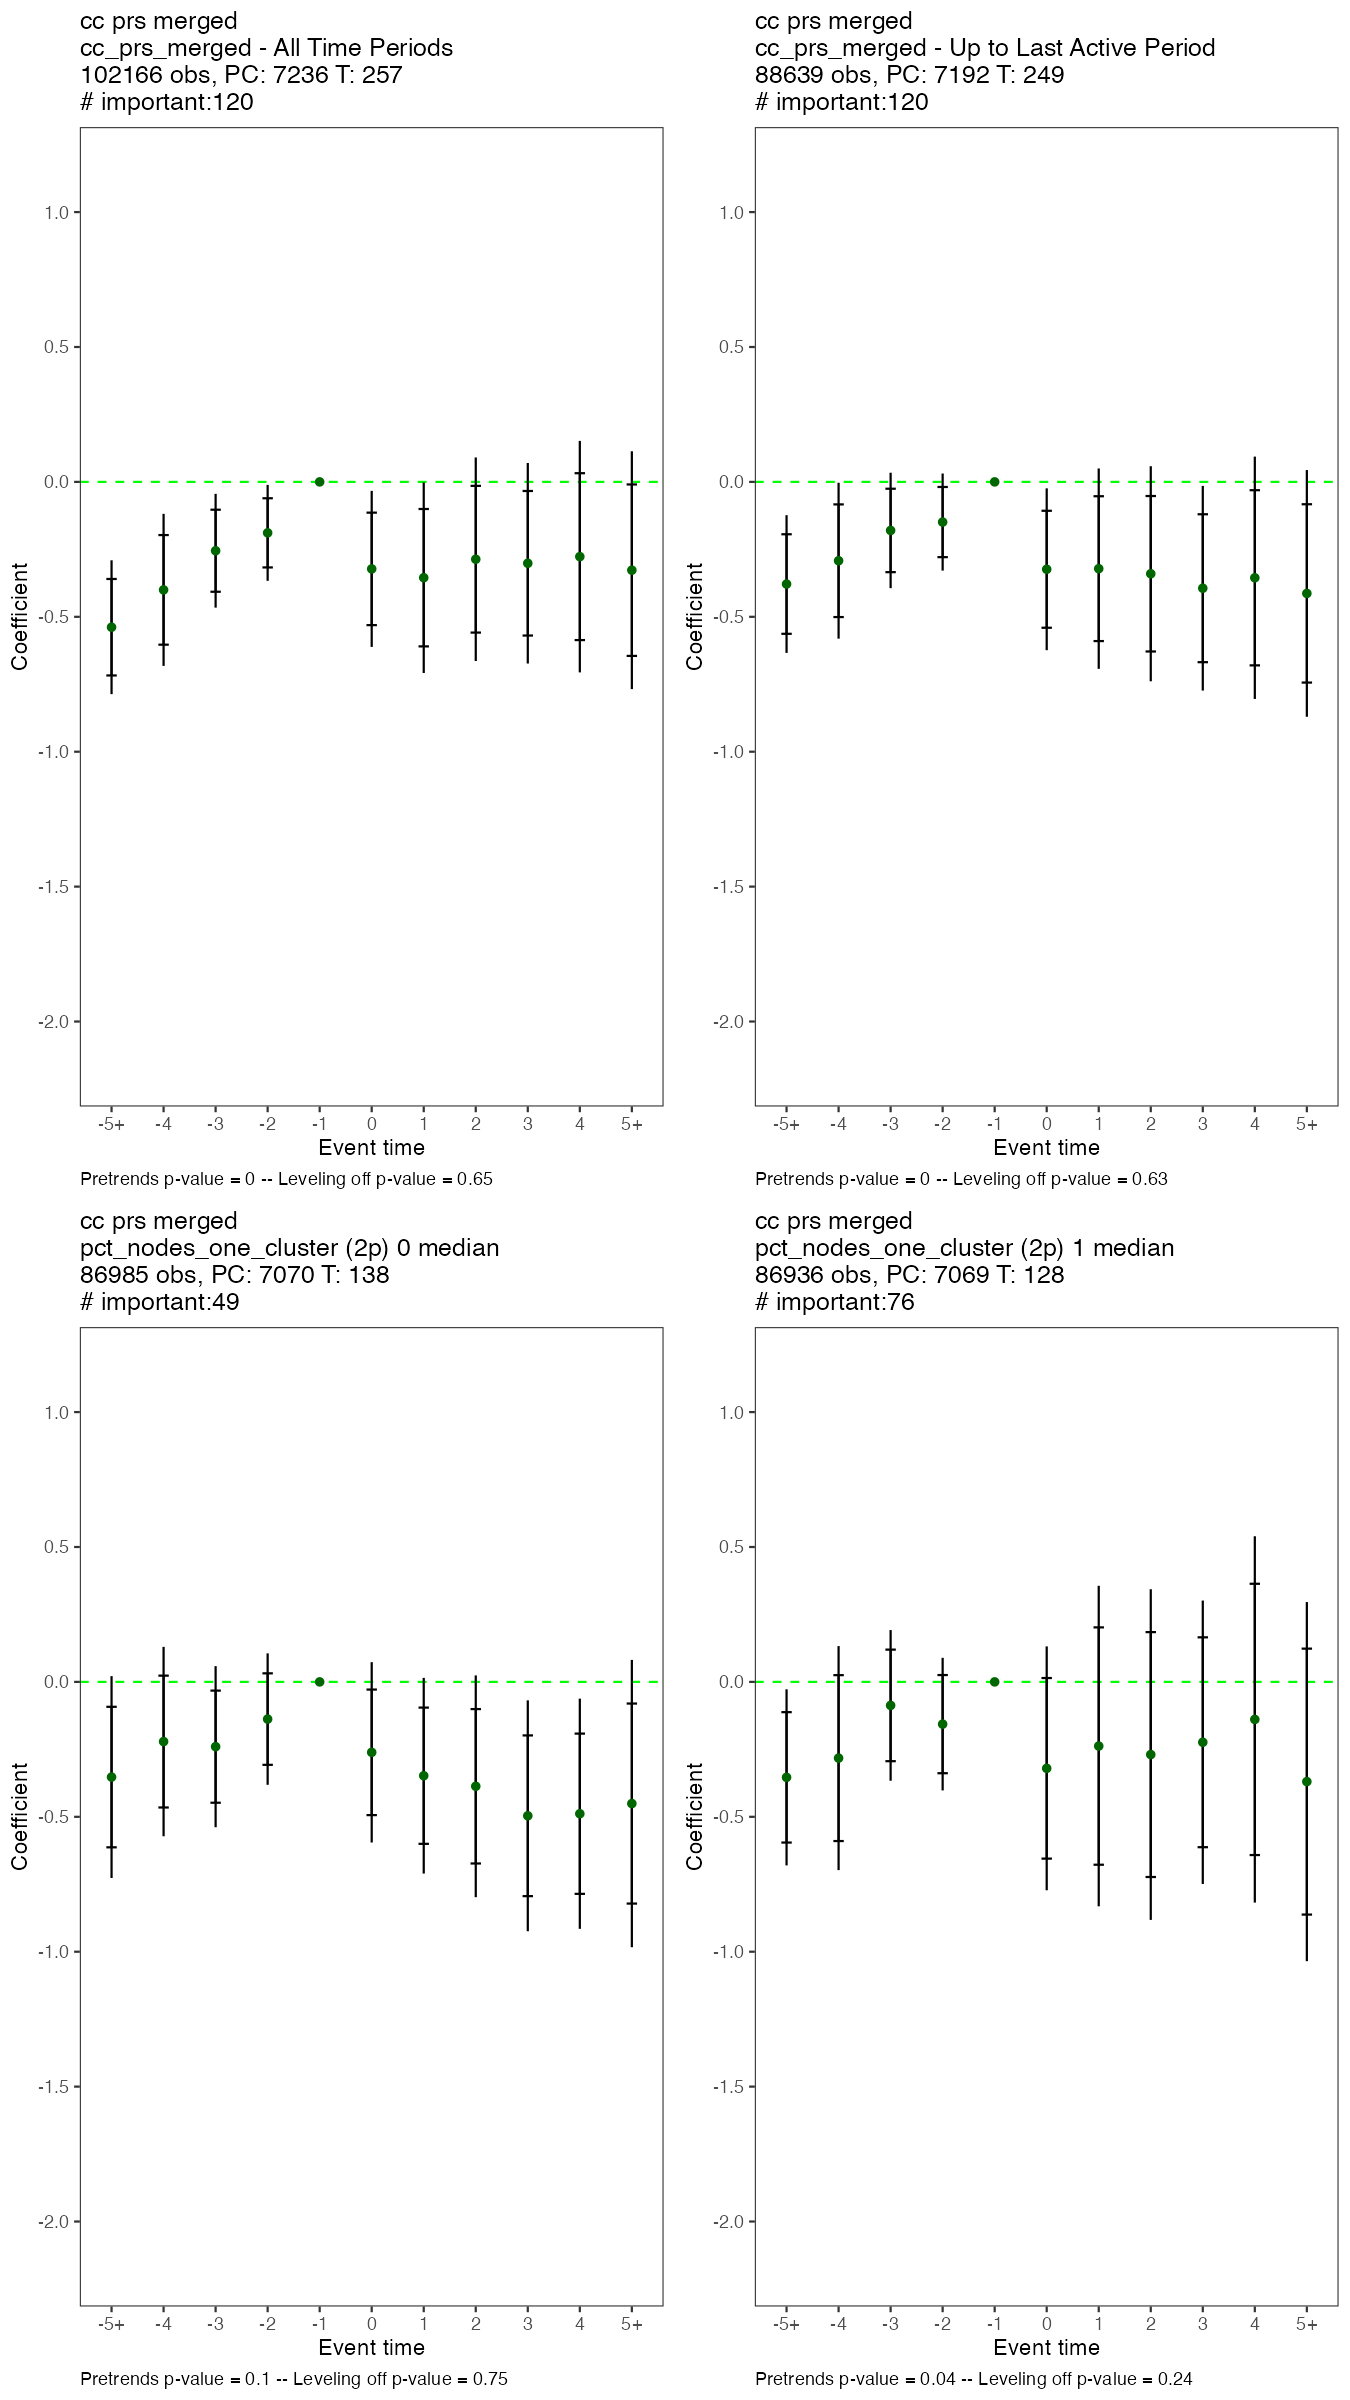 cc prs merged
cc_prs_merged - All Time Periods
102166 obs, PC: 7236 T: 257
# important:120
1.0
0.5
0.0
-0.5
-1.0
-1.5
-2.0
Coefficient
-5+ -4 -3 -2 -1 0 1 2 3 4 5+
Event time
Pretrends p-value = 0 -- Leveling off p-value = 0.65
cc prs merged
cc_prs_merged - Up to Last Active Period
88639 obs, PC: 7192 T: 249
# important:120
1.0
0.5
0.0
-0.5
-1.0
-1.5
-2.0
Coefficient
-5+ -4 -3 -2 -1 0 1 2 3 4 5+
Event time
Pretrends p-value = 0 -- Leveling off p-value = 0.63
cc prs merged
pct_nodes_one_cluster (2p) 0 median
86985 obs, PC: 7070 T: 138
# important:49
1.0
0.5
0.0
-0.5
-1.0
-1.5
-2.0
Coefficient
-5+ -4 -3 -2 -1 0 1 2 3 4 5+
Event time
Pretrends p-value = 0.1 -- Leveling off p-value = 0.75
cc prs merged
pct_nodes_one_cluster (2p) 1 median
86936 obs, PC: 7069 T: 128
# important:76
1.0
0.5
0.0
-0.5
-1.0
-1.5
-2.0
Coefficient
-5+ -4 -3 -2 -1 0 1 2 3 4 5+
Event time
Pretrends p-value = 0.04 -- Leveling off p-value = 0.24